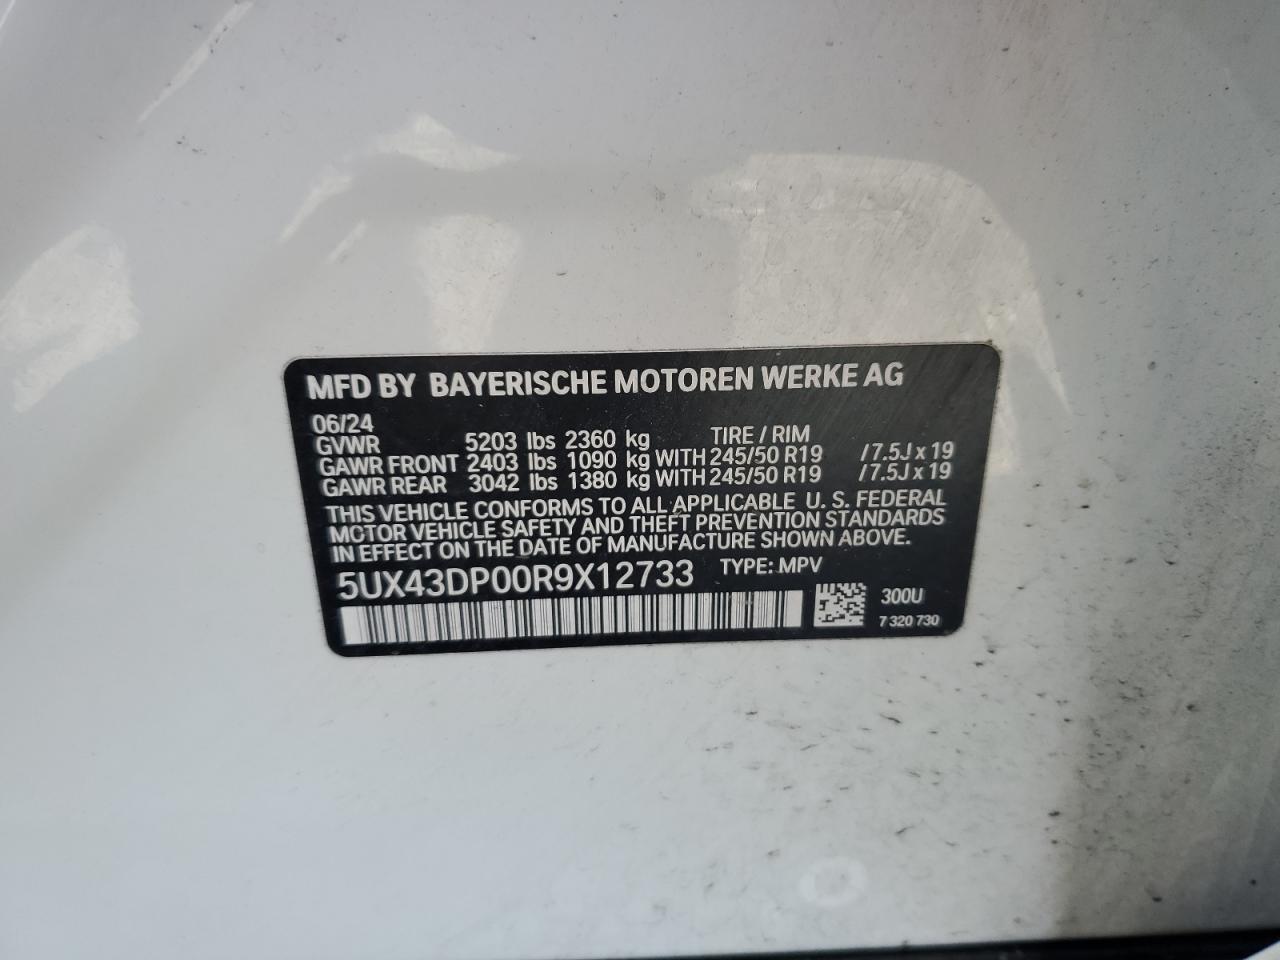 MFD BY BAYERISCHE MOTOREN WERKE AG
06/24
GVWR 5203 lbs 2360 kg TIRE / RIM
GAWR FRONT 2403 lbs 1090 kg WITH 245/50 R19 /7.5J x 19
GAWR REAR 3042 lbs 1380 kg WITH 245/50 R19 /7.5J x 19
THIS VEHICLE CONFORMS TO ALL APPLICABLE U. S. FEDERAL
MOTOR VEHICLE SAFETY AND THEFT PREVENTION STANDARDS
IN EFFECT ON THE DATE OF MANUFACTURE SHOWN ABOVE.
5UX43DP00R9X12733 TYPE: MPV
300U
7 320 730